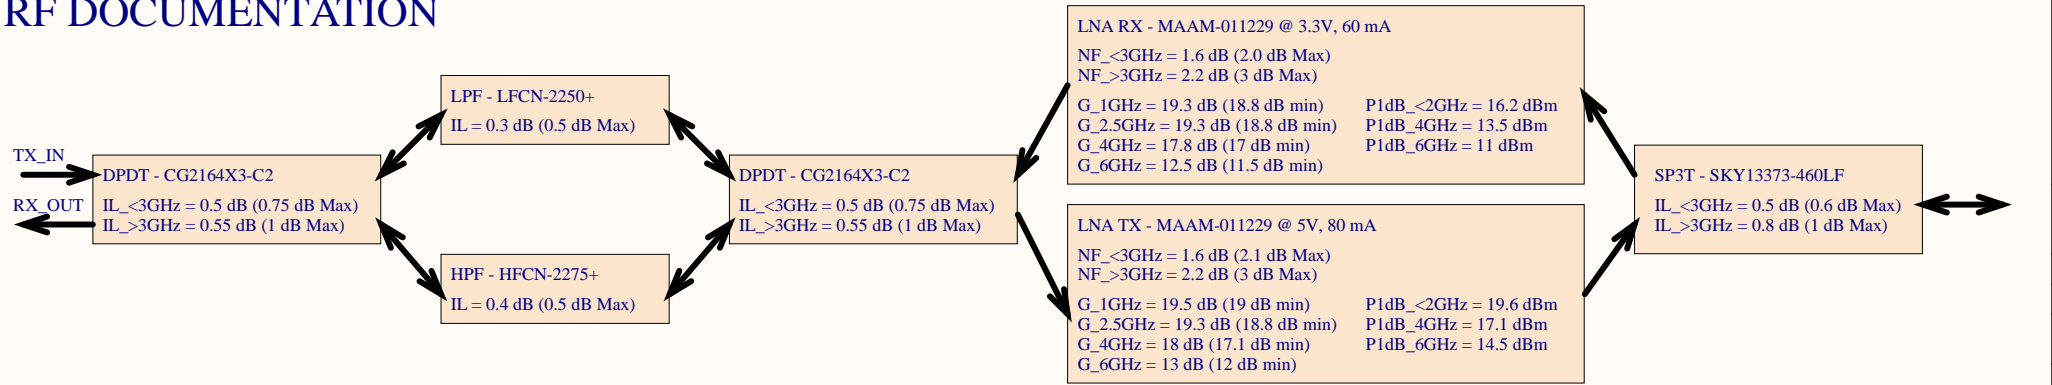 RF DOCUMENTATION
TX_IN
RX_OUT
DPDT - CG2164X3-C2
IL_<3GHz = 0.5 dB (0.75 dB Max)
IL_>3GHz = 0.55 dB (1 dB Max)
LPF - LFCN-2250+
IL = 0.3 dB (0.5 dB Max)
HPF - HFCN-2275+
IL = 0.4 dB (0.5 dB Max)
DPDT - CG2164X3-C2
IL_<3GHz = 0.5 dB (0.75 dB Max)
IL_>3GHz = 0.55 dB (1 dB Max)
LNA RX - MAAM-011229 @ 3.3V, 60 mA
NF_<3GHz = 1.6 dB (2.0 dB Max)
NF_>3GHz = 2.2 dB (3 dB Max)
G_1GHz = 19.3 dB (18.8 dB min) P1dB_<2GHz = 16.2 dBm
G_2.5GHz = 19.3 dB (18.8 dB min) P1dB_4GHz = 13.5 dBm
G_4GHz = 17.8 dB (17 dB min) P1dB_6GHz = 11 dBm
G_6GHz = 12.5 dB (11.5 dB min)
LNA TX - MAAM-011229 @ 5V, 80 mA
NF_<3GHz = 1.6 dB (2.1 dB Max)
NF_>3GHz = 2.2 dB (3 dB Max)
G_1GHz = 19.5 dB (19 dB min) P1dB_<2GHz = 19.6 dBm
G_2.5GHz = 19.3 dB (18.8 dB min) P1dB_4GHz = 17.1 dBm
G_4GHz = 18 dB (17.1 dB min) P1dB_6GHz = 14.5 dBm
G_6GHz = 13 dB (12 dB min)
SP3T - SKY13373-460LF
IL_<3GHz = 0.5 dB (0.6 dB Max)
IL_>3GHz = 0.8 dB (1 dB Max)